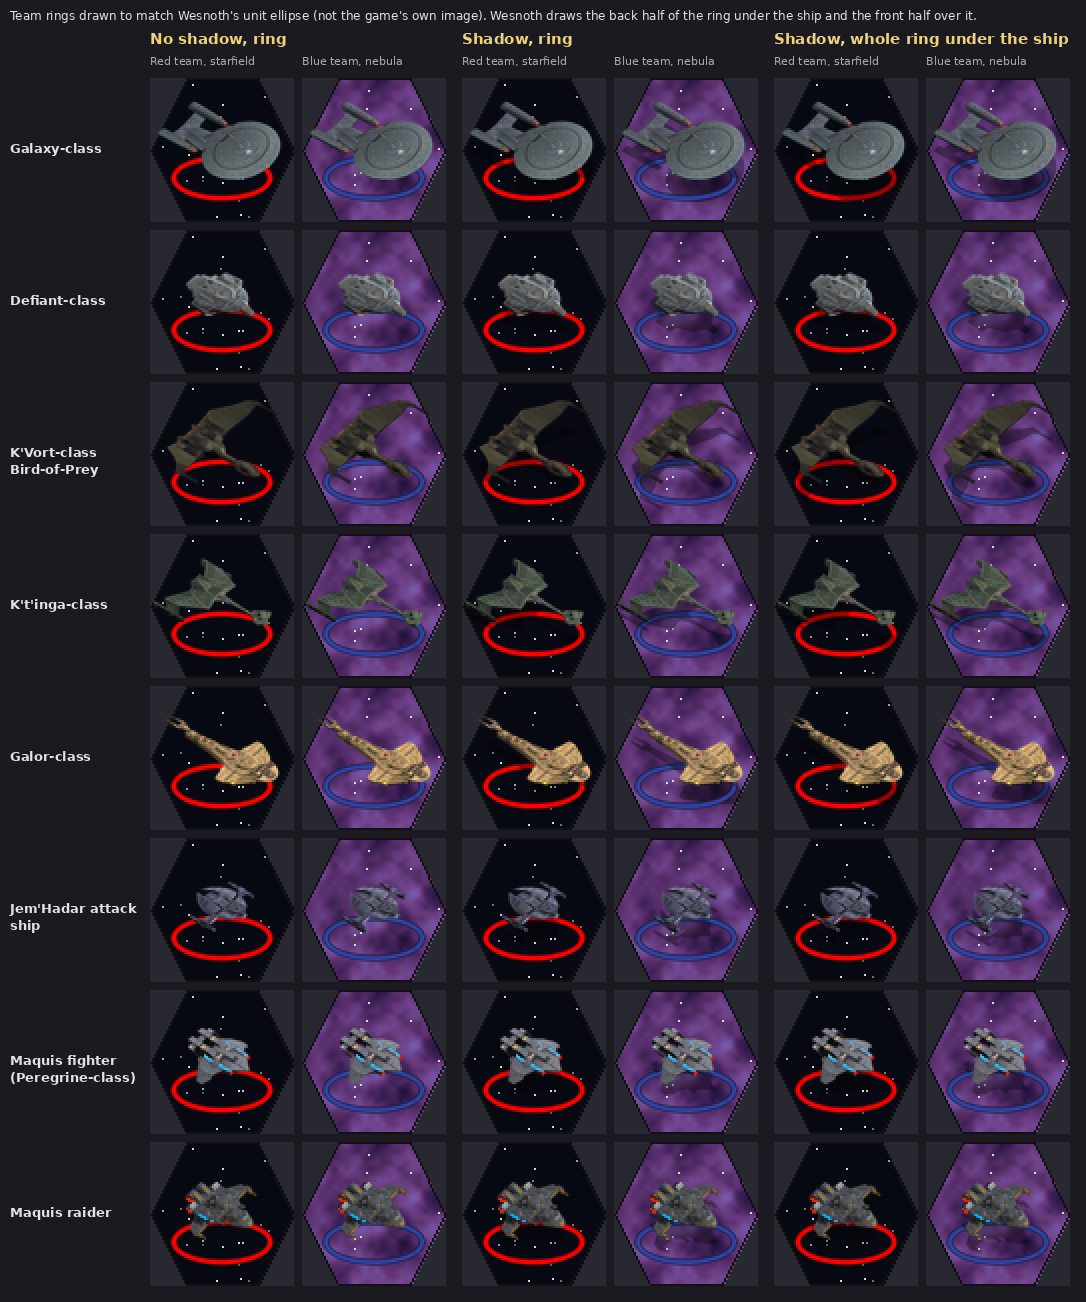 Team rings drawn to match Wesnoth's unit ellipse (not the game's own image). Wesnoth draws the back half of the ring under the ship and the front half over it.
No shadow, ring
Shadow, ring
Shadow, whole ring under the ship
Red team, starfield
Blue team, nebula
Red team, starfield
Blue team, nebula
Red team, starfield
Blue team, nebula
Galaxy-class
Defiant-class
K'Vort-class
Bird-of-Prey
K't'inga-class
Galor-class
Jem'Hadar attack
ship
Maquis fighter
(Peregrine-class)
Maquis raider